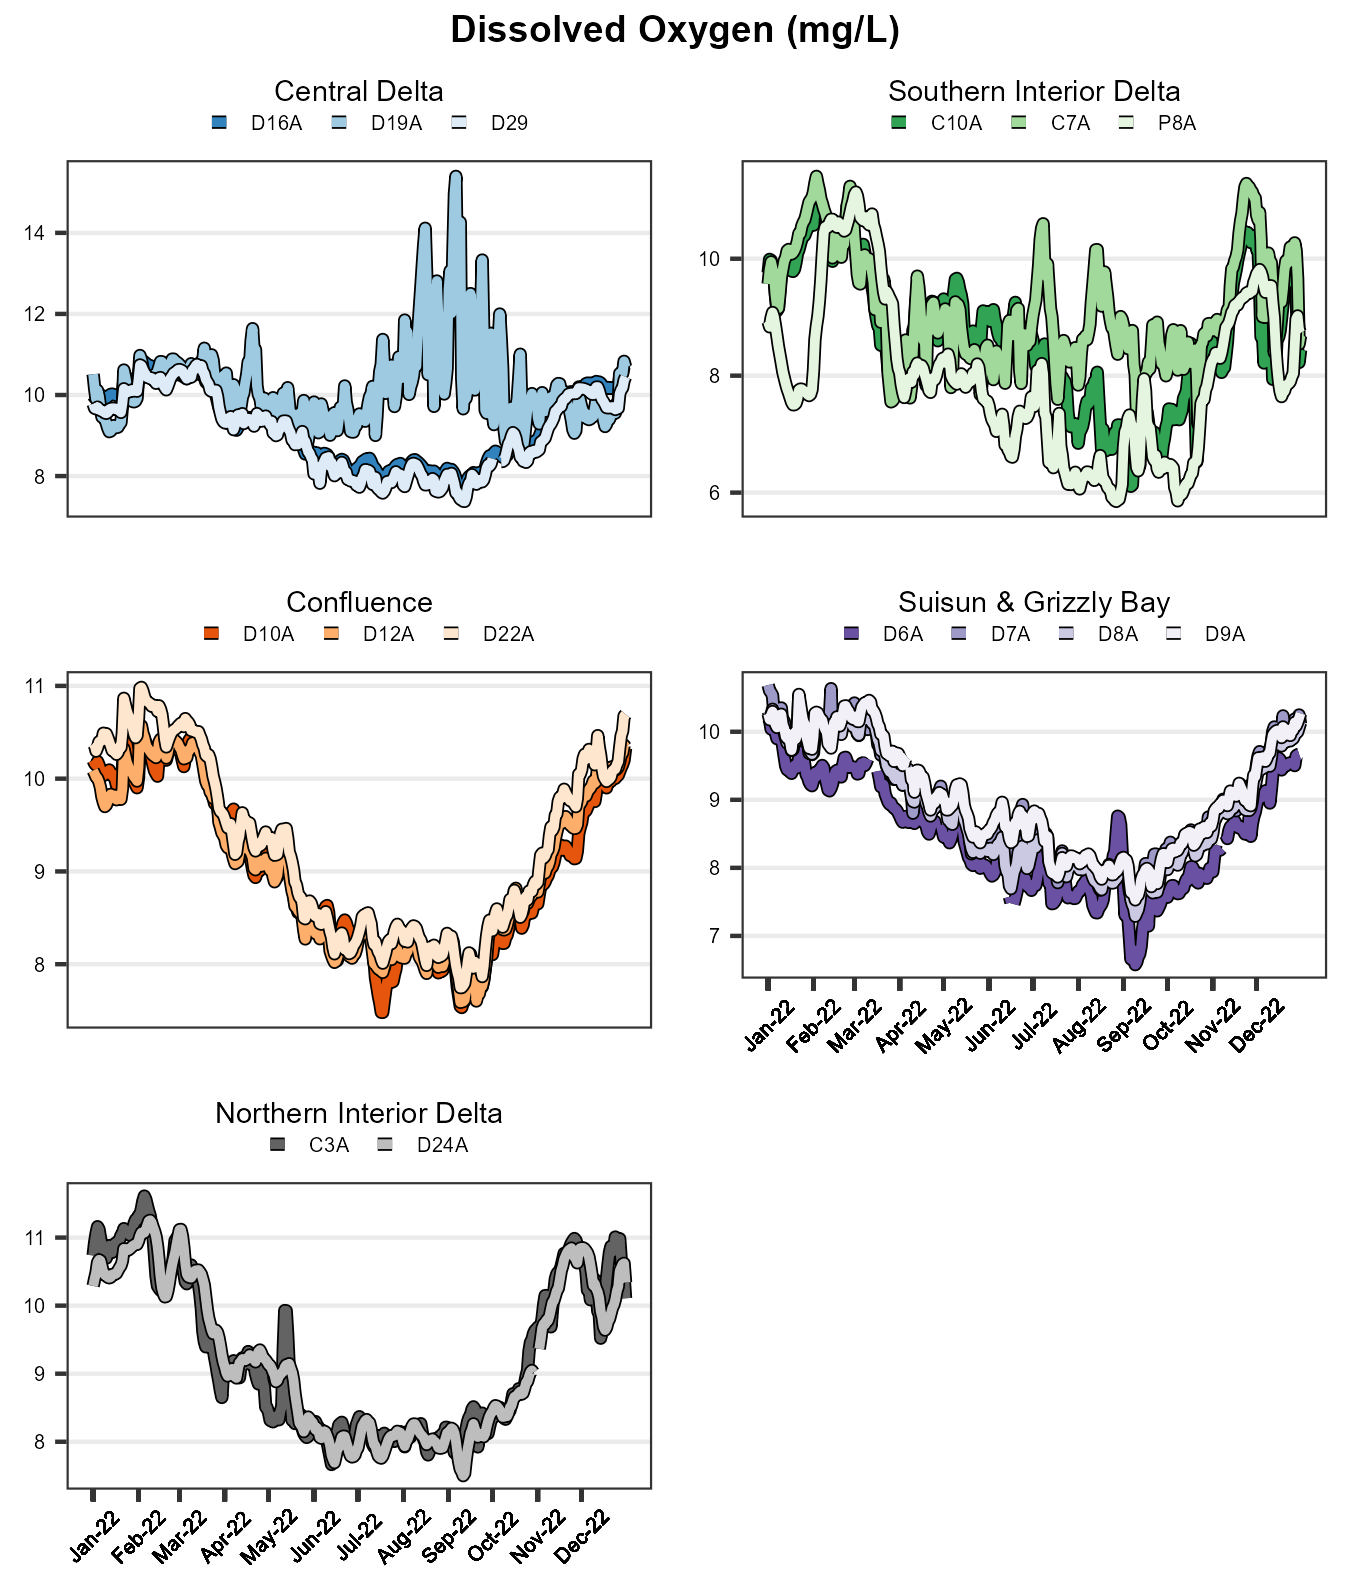 Dissolved Oxygen (mg/L)
Central Delta
D16A D19A D29
14
12
10
8
Southern Interior Delta
C10A C7A P8A
10
8
6
Confluence
D10A D12A D22A
11
10
9
8
Suisun & Grizzly Bay
D6A D7A D8A D9A
10
9
8
7
Jan-22 Feb-22 Mar-22 Apr-22 May-22 Jun-22 Jul-22 Aug-22 Sep-22 Oct-22 Nov-22 Dec-22
Northern Interior Delta
C3A D24A
11
10
9
8
Jan-22 Feb-22 Mar-22 Apr-22 May-22 Jun-22 Jul-22 Aug-22 Sep-22 Oct-22 Nov-22 Dec-22